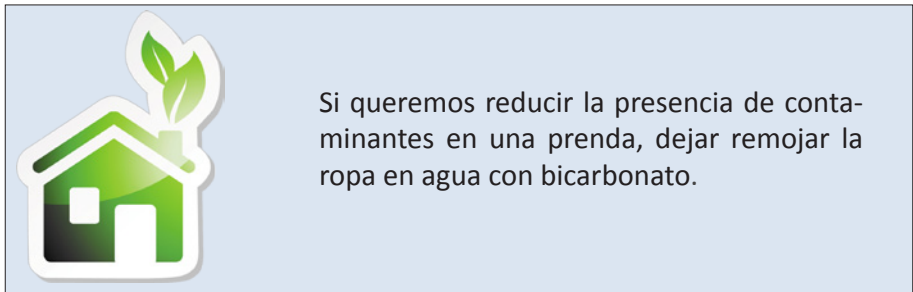 Si queremos reducir la presencia de conta-
minantes en una prenda, dejar remojar la
ropa en agua con bicarbonato.